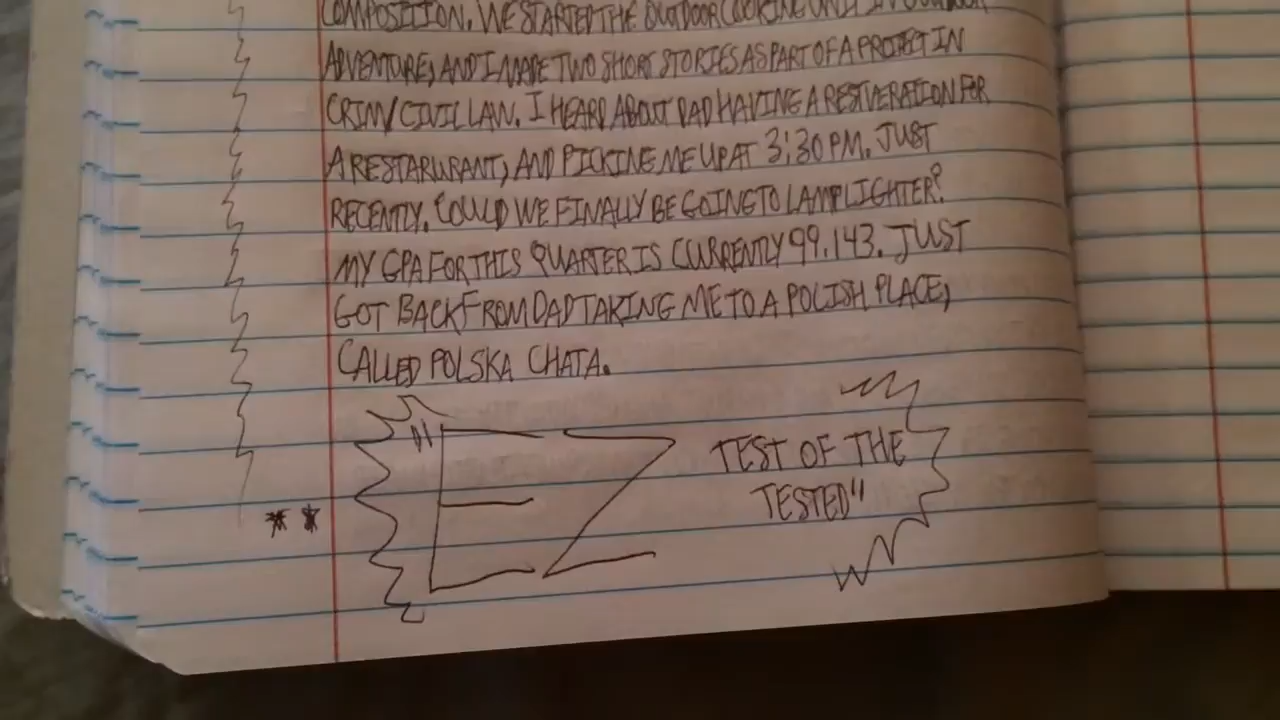 COMPOSITION. WE STARTED THE OUTDOOR COOKING UNIT IN OUTDOOR
ADVENTURE, AND I MADE TWO SHORT STORIES AS PART OF A PROJECT IN
CRIM/CIVIL LAW. I HEARD ABOUT DAD HAVING A RESTVERATION FOR
A RESTARURANT, AND PICKING ME UP AT 3:30 PM. JUST
RECENTLY. COULD WE FINALLY BE GOING TO LAMPLIGHTER?
MY GPA FOR THIS QUARTER IS CURRENTLY 99.143. JUST
GOT BACK FROM DAD TAKING ME TO A POLISH PLACE,
CALLED POLSKA CHATA.
** "EZ TEST OF THE
TESTED"